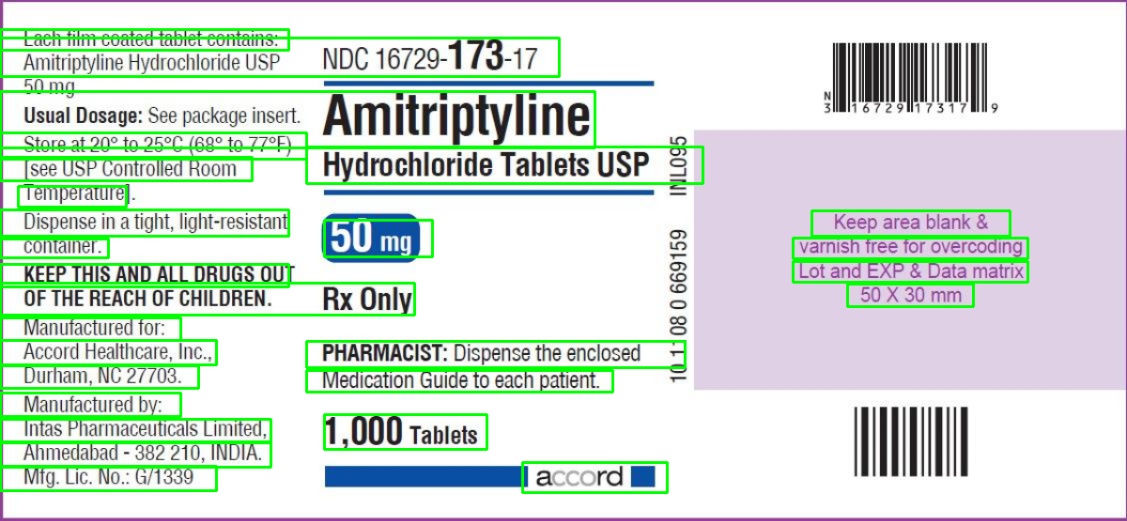 Each film coated tablet contains:
Amitriptyline Hydrochloride USP
50 mg
Usual Dosage: See package insert.
Store at 20° to 25°C (68° to 77°F)
[see USP Controlled Room
Temperature].
Dispense in a tight, light-resistant
container.
KEEP THIS AND ALL DRUGS OUT
OF THE REACH OF CHILDREN.
Manufactured for:
Accord Healthcare, Inc.,
Durham, NC 27703.
Manufactured by:
Intas Pharmaceuticals Limited,
Ahmedabad - 382 210, INDIA.
Mfg. Lic. No.: G/1339
NDC 16729-173-17
Amitriptyline
Hydrochloride Tablets USP
50 mg
Rx Only
PHARMACIST: Dispense the enclosed
Medication Guide to each patient.
1,000 Tablets
accord
10 11 08 0 669159 INL095
N
3 16729 17317 9
Keep area blank &
varnish free for overcoding
Lot and EXP & Data matrix
50 X 30 mm